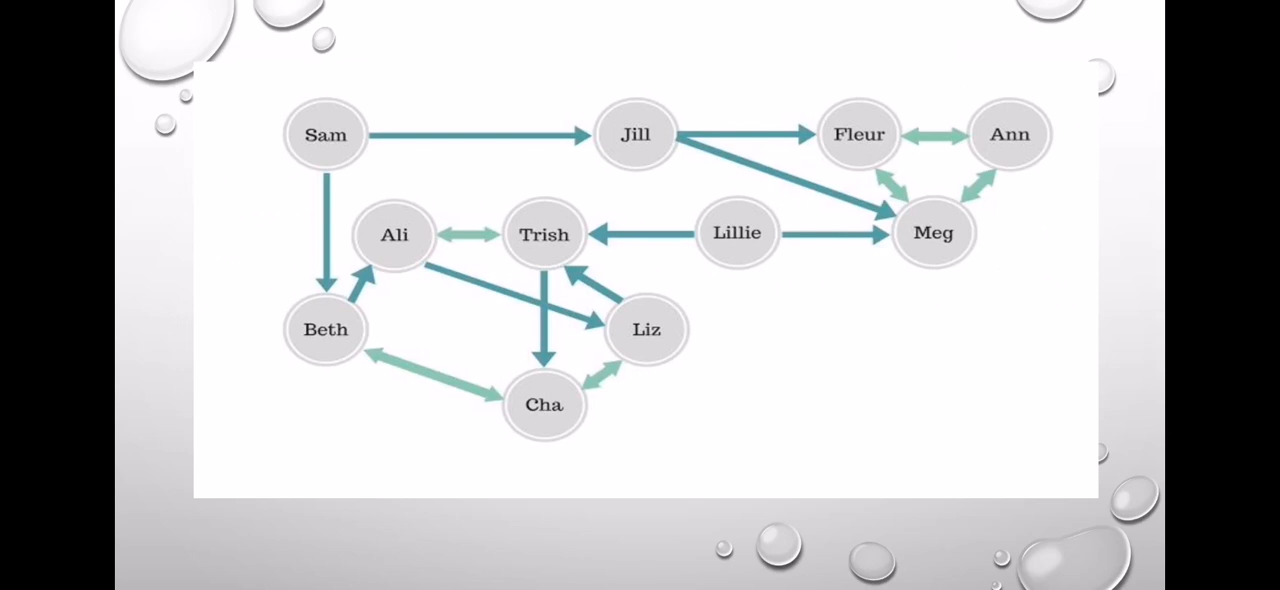 Sam
Jill
Fleur
Ann
Ali
Trish
Lillie
Meg
Beth
Liz
Cha